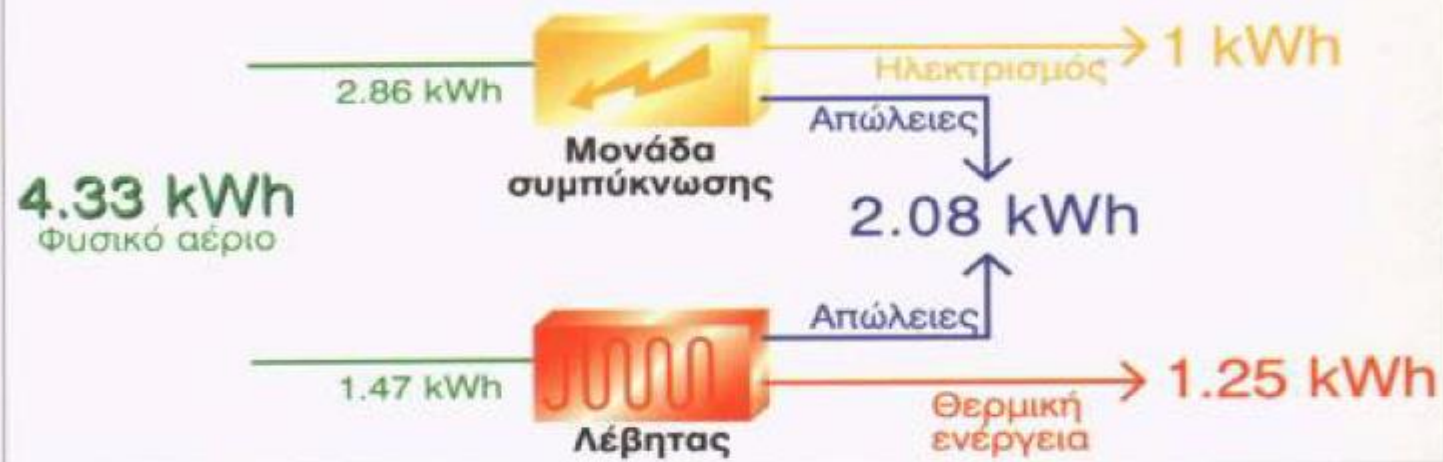 2.86 kWh
Ηλεκτρισμός
1 kWh
Απώλειες
Μονάδα
συμπύκνωσης
4.33 kWh
Φυσικό αέριο
2.08 kWh
Απώλειες
1.47 kWh
Λέβητας
Θερμική
ενέργεια
1.25 kWh